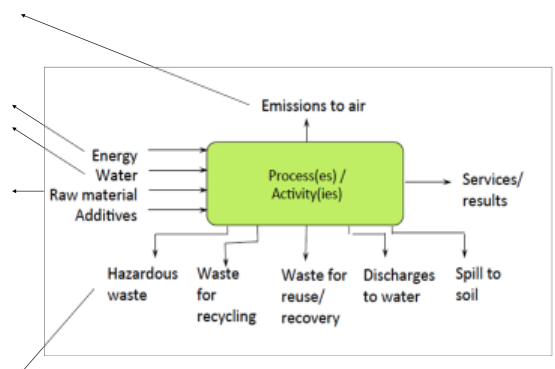 Emissions to air
Energy
Water
Raw material
Additives
Process(es) /
Activity(ies)
Services/
results
Hazardous
waste
Waste
for
recycling
Waste for
reuse/
recovery
Discharges
to water
Spill to
soil